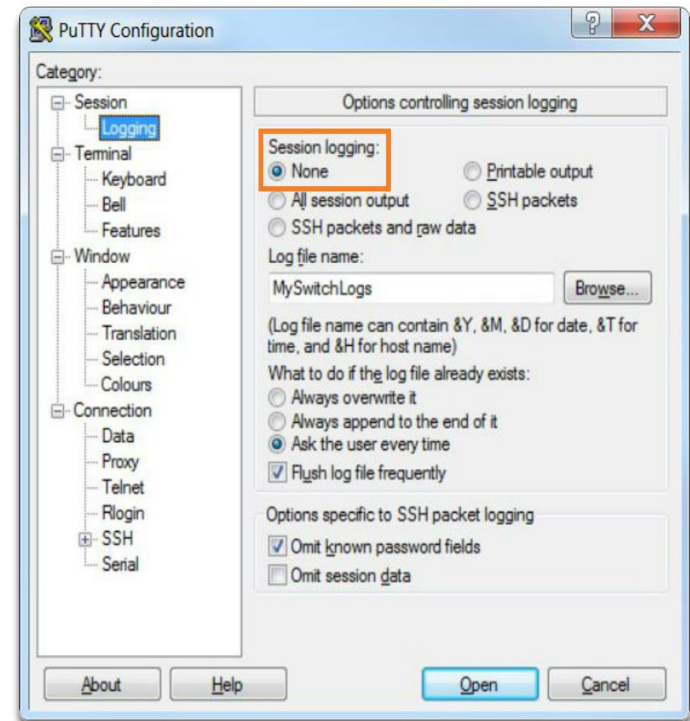 PuTTY Configuration
Category:
Session
Logging
Terminal
Keyboard
Bell
Features
Window
Appearance
Behaviour
Translation
Selection
Colours
Connection
Data
Proxy
Telnet
Rlogin
SSH
Serial
Options controlling session logging
Session logging:
None
Printable output
All session output
SSH packets
SSH packets and raw data
Log file name:
MySwitchLogs
Browse...
(Log file name can contain &Y, &M, &D for date, &T for
time, and &H for host name)
What to do if the log file already exists:
Always overwrite it
Always append to the end of it
Ask the user every time
Flush log file frequently
Options specific to SSH packet logging
Omit known password fields
Omit session data
About
Help
Open
Cancel